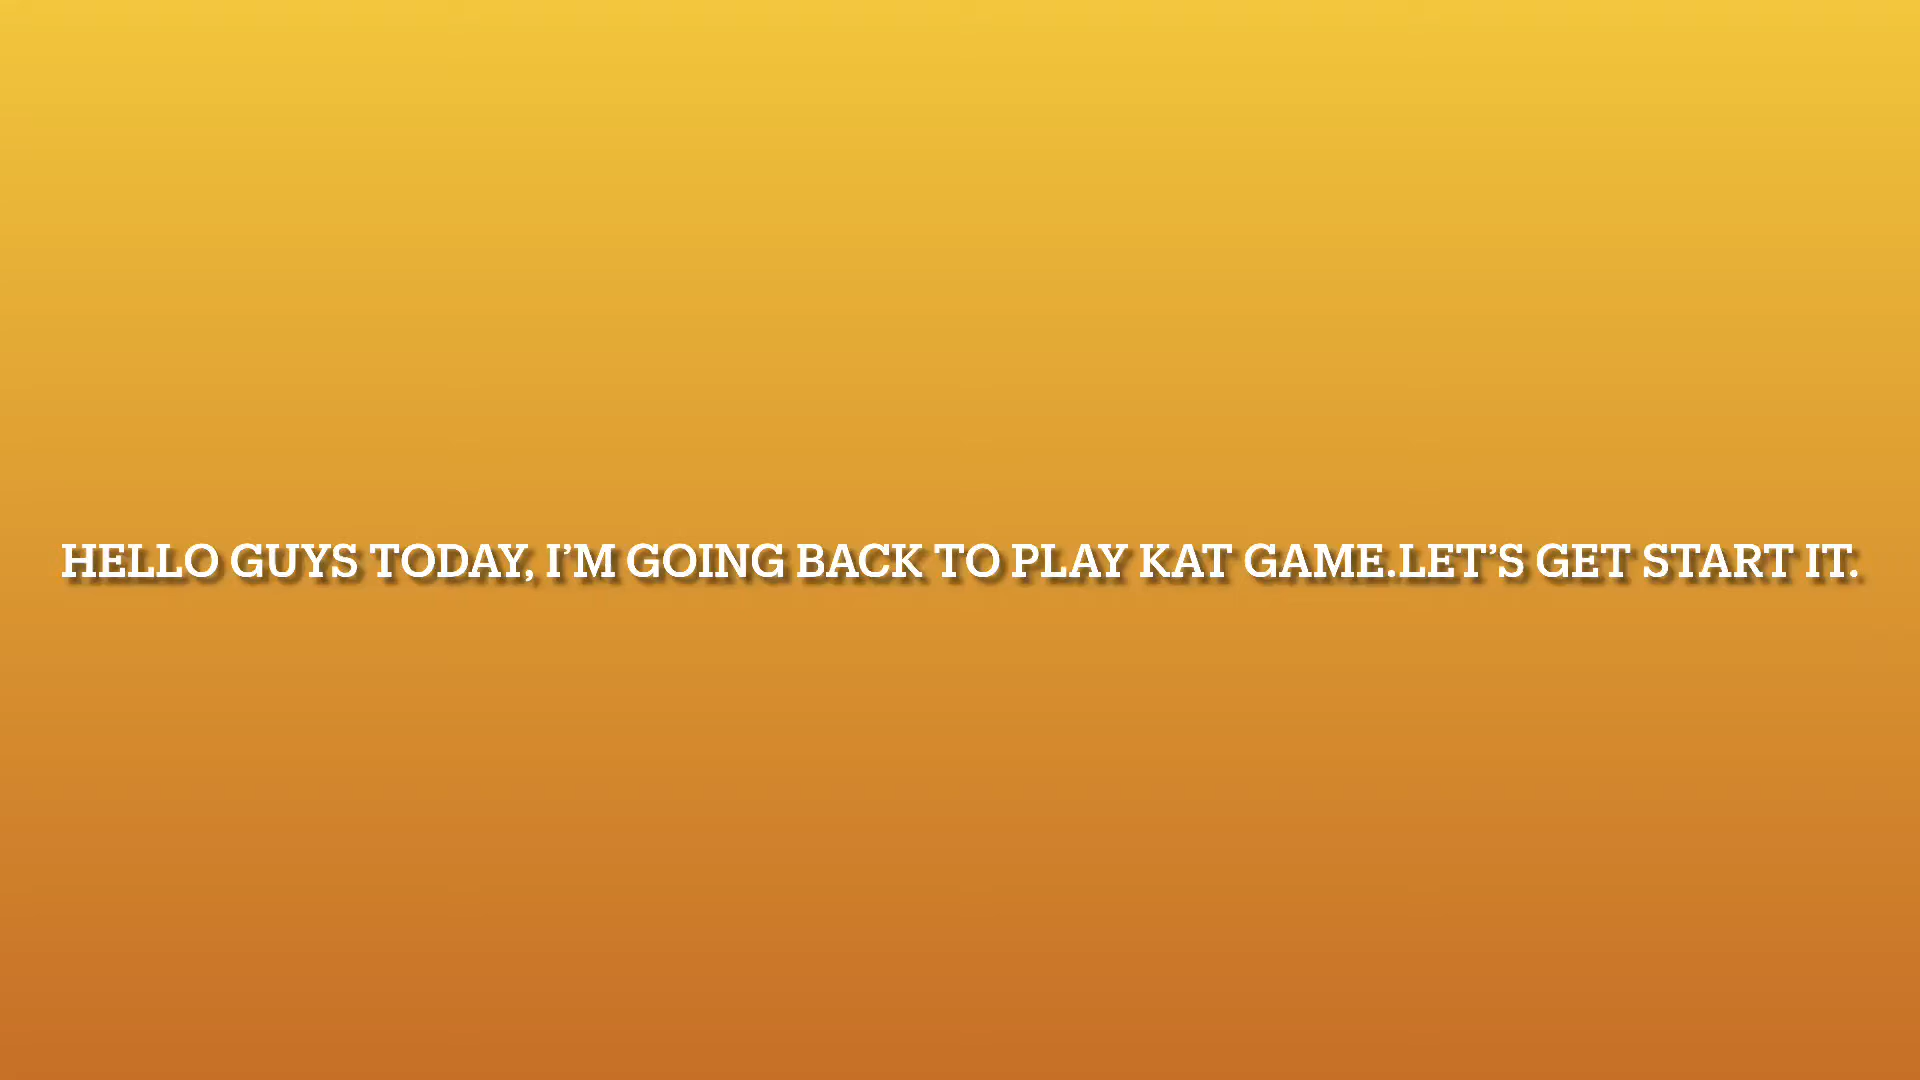 HELLO GUYS TODAY, I’M GOING BACK TO PLAY KAT GAME.LET’S GET START IT.